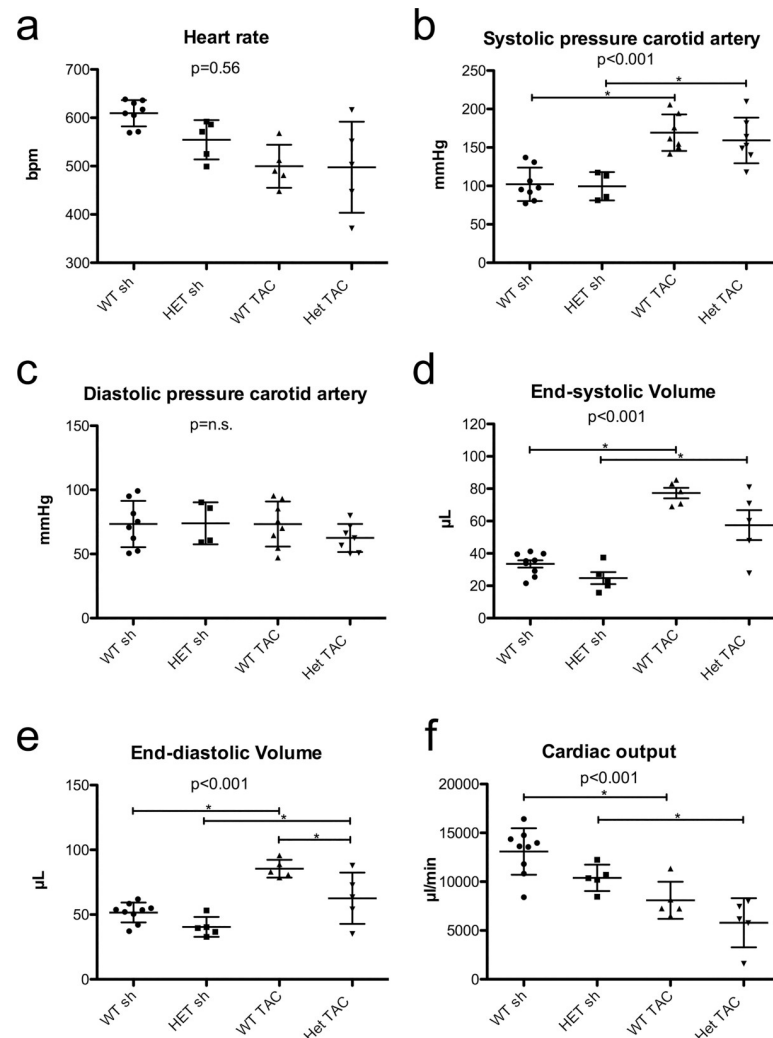 a
Heart rate
p=0.56
700
600
500
400
300
bpm
WT sh
HET sh
WT TAC
Het TAC
b
Systolic pressure carotid artery
p<0.001
*
*
250
200
150
100
50
0
mmHg
WT sh
HET sh
WT TAC
Het TAC
c
Diastolic pressure carotid artery
p=n.s.
150
100
50
0
mmHg
WT sh
HET sh
WT TAC
Het TAC
d
End-systolic Volume
p<0.001
*
*
120
100
80
60
40
20
0
µL
WT sh
HET sh
WT TAC
Het TAC
e
End-diastolic Volume
p<0.001
*
*
*
150
100
50
0
µL
WT sh
HET sh
WT TAC
Het TAC
f
Cardiac output
p<0.001
*
*
20000
15000
10000
5000
0
µl/min
WT sh
HET sh
WT TAC
Het TAC